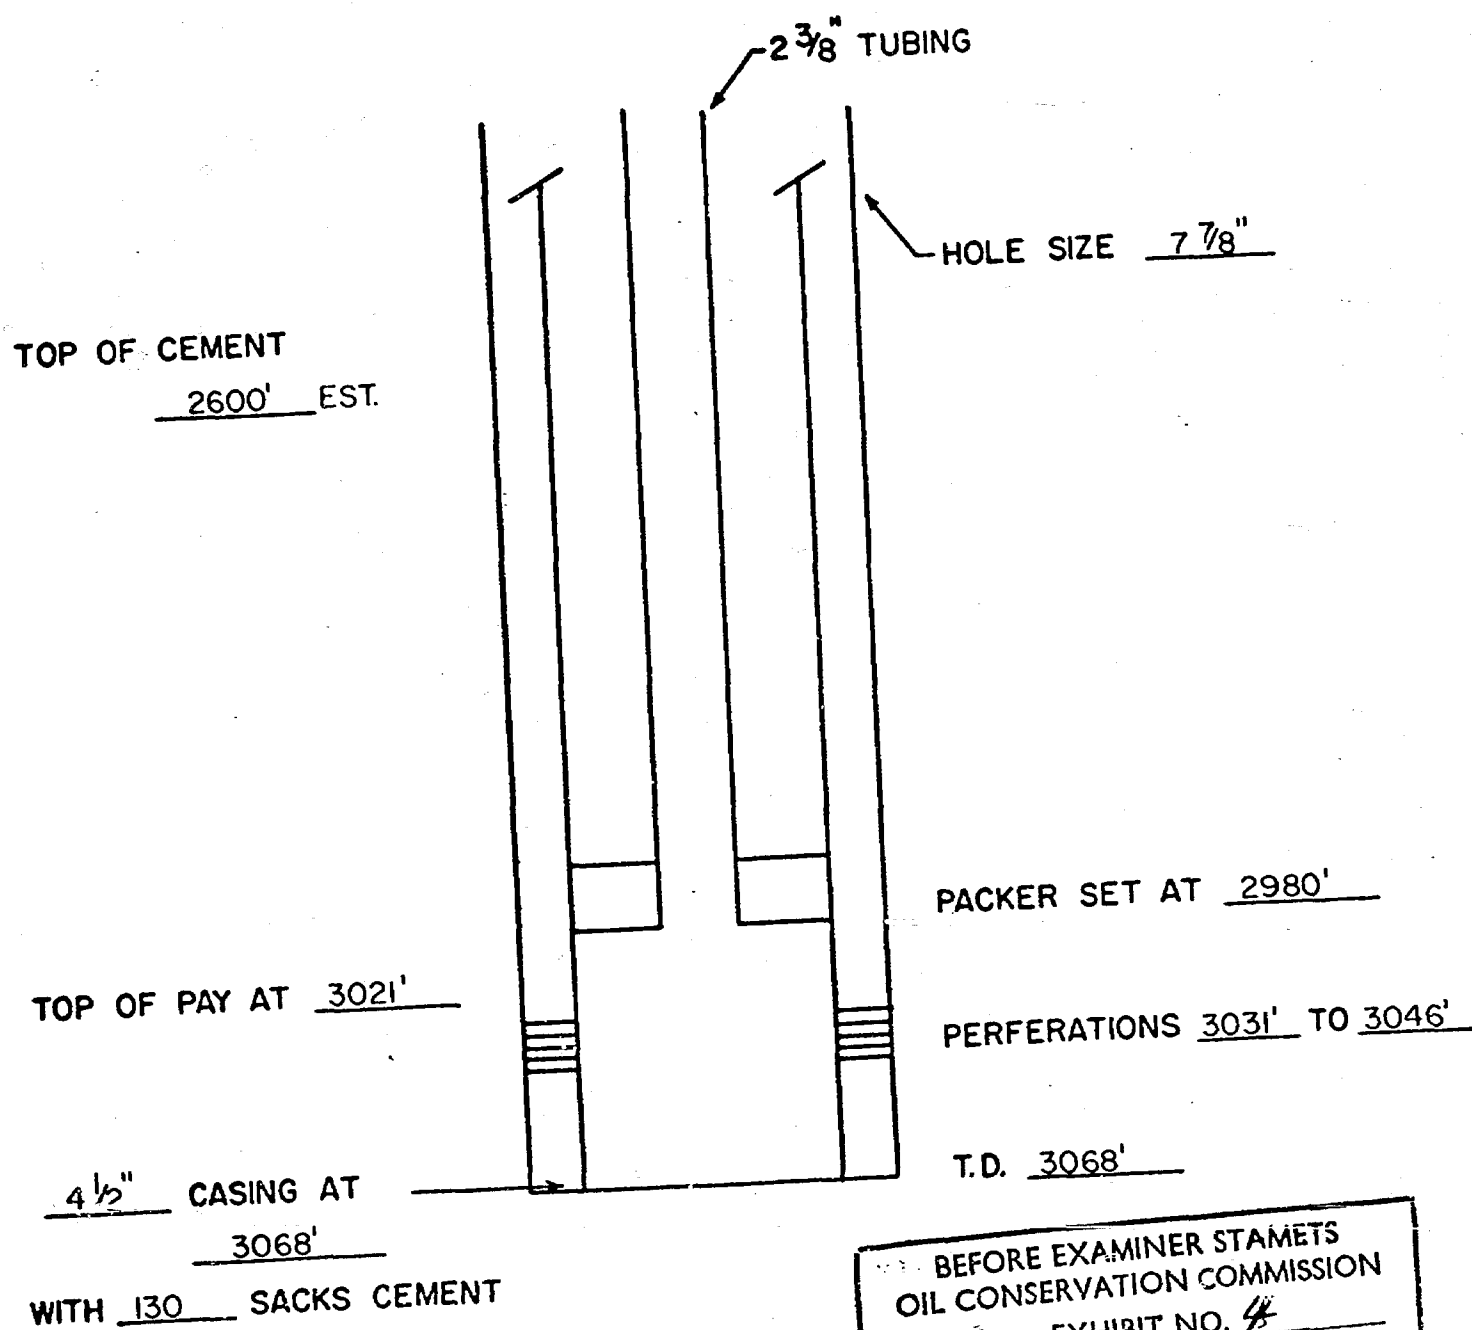 2 3/8" TUBING
HOLE SIZE 7 7/8"
TOP OF CEMENT
2600' EST.
PACKER SET AT 2980'
TOP OF PAY AT 3021'
PERFERATIONS 3031' TO 3046'
T.D. 3068'
4 1/2" CASING AT
3068'
WITH 130 SACKS CEMENT
BEFORE EXAMINER STAMETS
OIL CONSERVATION COMMISSION
EXHIBIT NO.